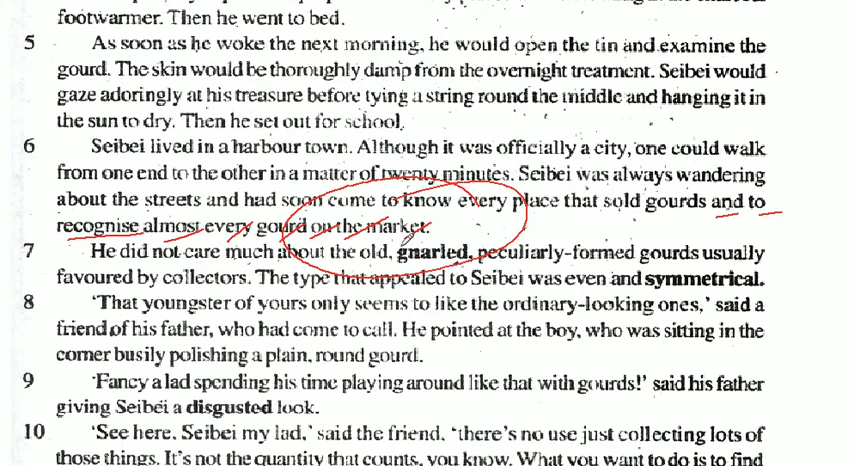 footwarmer. Then he went to bed.
5 As soon as he woke the next morning, he would open the tin and examine the
gourd. The skin would be thoroughly damp from the overnight treatment. Seibei would
gaze adoringly at his treasure before tying a string round the middle and hanging it in
the sun to dry. Then he set out for school.
6 Seibei lived in a harbour town. Although it was officially a city, one could walk
from one end to the other in a matter of twenty minutes. Seibei was always wandering
about the streets and had soon come to know every place that sold gourds and to
recognise almost every gourd on the market.
7 He did not care much about the old, gnarled, peculiarly-formed gourds usually
favoured by collectors. The type that appealed to Seibei was even and symmetrical.
8 ‘That youngster of yours only seems to like the ordinary-looking ones,’ said a
friend of his father, who had come to call. He pointed at the boy, who was sitting in the
corner busily polishing a plain, round gourd.
9 ‘Fancy a lad spending his time playing around like that with gourds!’ said his father
giving Seibei a disgusted look.
10 ‘See here, Seibei my lad,’ said the friend, ‘there's no use just collecting lots of
those things. It's not the quantity that counts, you know. What you want to do is to find